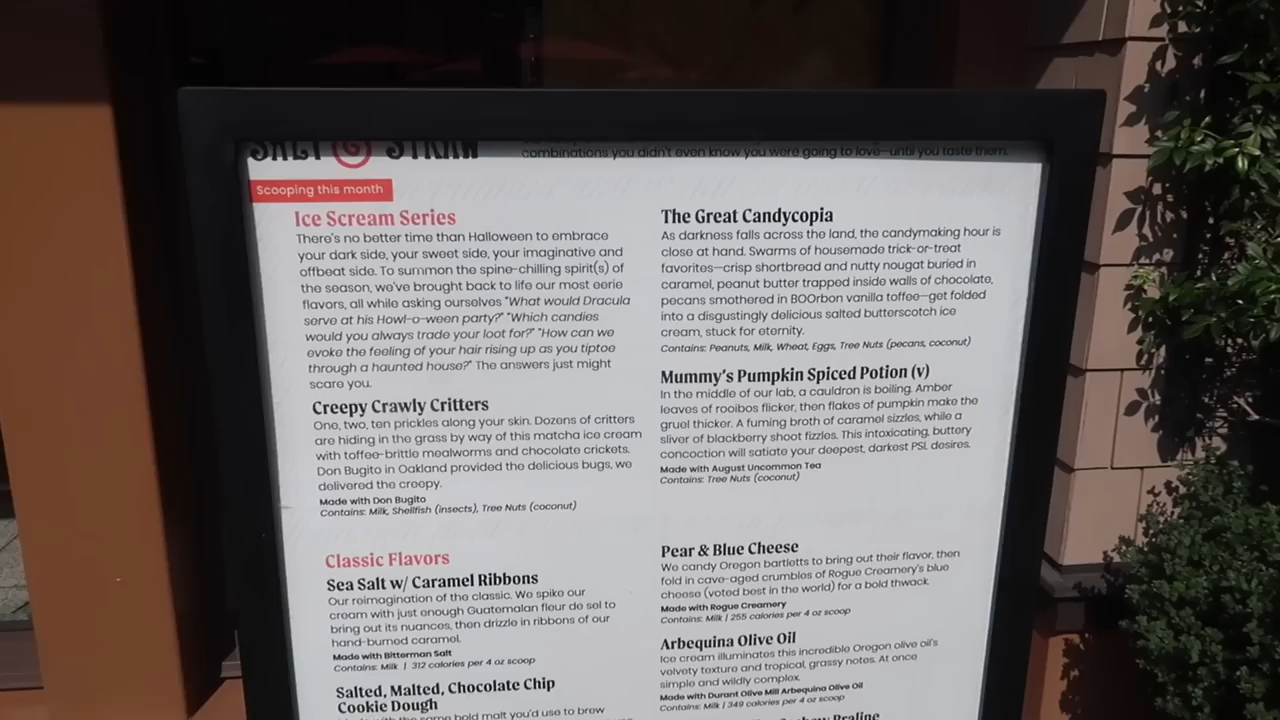 SALT & STRAW
combinations you didn't even know you were going to love—until you taste them.
Scooping this month
Ice Scream Series
There's no better time than Halloween to embrace
your dark side, your sweet side, your imaginative and
offbeat side. To summon the spine-chilling spirit(s) of
the season, we've brought back to life our most eerie
flavors, all while asking ourselves "What would Dracula
serve at his Howl-o-ween party?" "Which candies
would you always trade your loot for?" "How can we
evoke the feeling of your hair rising up as you tiptoe
through a haunted house?" The answers just might
scare you.
Creepy Crawly Critters
One, two, ten prickles along your skin. Dozens of critters
are hiding in the grass by way of this matcha ice cream
with toffee-brittle mealworms and chocolate crickets.
Don Bugito in Oakland provided the delicious bugs, we
delivered the creepy.
Made with Don Bugito
Contains: Milk, Shellfish (insects), Tree Nuts (coconut)
The Great Candycopia
As darkness falls across the land, the candymaking hour is
close at hand. Swarms of housemade trick-or-treat
favorites—crisp shortbread and nutty nougat buried in
caramel, peanut butter trapped inside walls of chocolate,
pecans smothered in BOOrbon vanilla toffee—get folded
into a disgustingly delicious salted butterscotch ice
cream, stuck for eternity.
Contains: Peanuts, Milk, Wheat, Eggs, Tree Nuts (pecans, coconut)
Mummy's Pumpkin Spiced Potion (v)
In the middle of our lab, a cauldron is boiling. Amber
leaves of rooibos flicker, then flakes of pumpkin make the
gruel thicker. A fuming broth of caramel sizzles, while a
sliver of blackberry shoot fizzles. This intoxicating, buttery
concoction will satiate your deepest, darkest PSL desires.
Made with August Uncommon Tea
Contains: Tree Nuts (coconut)
Classic Flavors
Sea Salt w/ Caramel Ribbons
Our reimagination of the classic. We spike our
cream with just enough Guatemalan fleur de sel to
bring out its nuances, then drizzle in ribbons of our
hand-burned caramel.
Made with Bitterman Salt
Contains: Milk | 312 calories per 4 oz scoop
Salted, Malted, Chocolate Chip
Cookie Dough
same bold malt you'd use to brew
Pear & Blue Cheese
We candy Oregon bartletts to bring out their flavor, then
fold in cave-aged crumbles of Rogue Creamery's blue
cheese (voted best in the world) for a bold thwack.
Made with Rogue Creamery
Contains: Milk | 255 calories per 4 oz scoop
Arbequina Olive Oil
Ice cream illuminates this incredible Oregon olive oil's
velvety texture and tropical, grassy notes. At once
simple and wildly complex.
Made with Durant Olive Mill Arbequina Olive Oil
Contains: Milk | 349 calories per 4 oz scoop
Praline